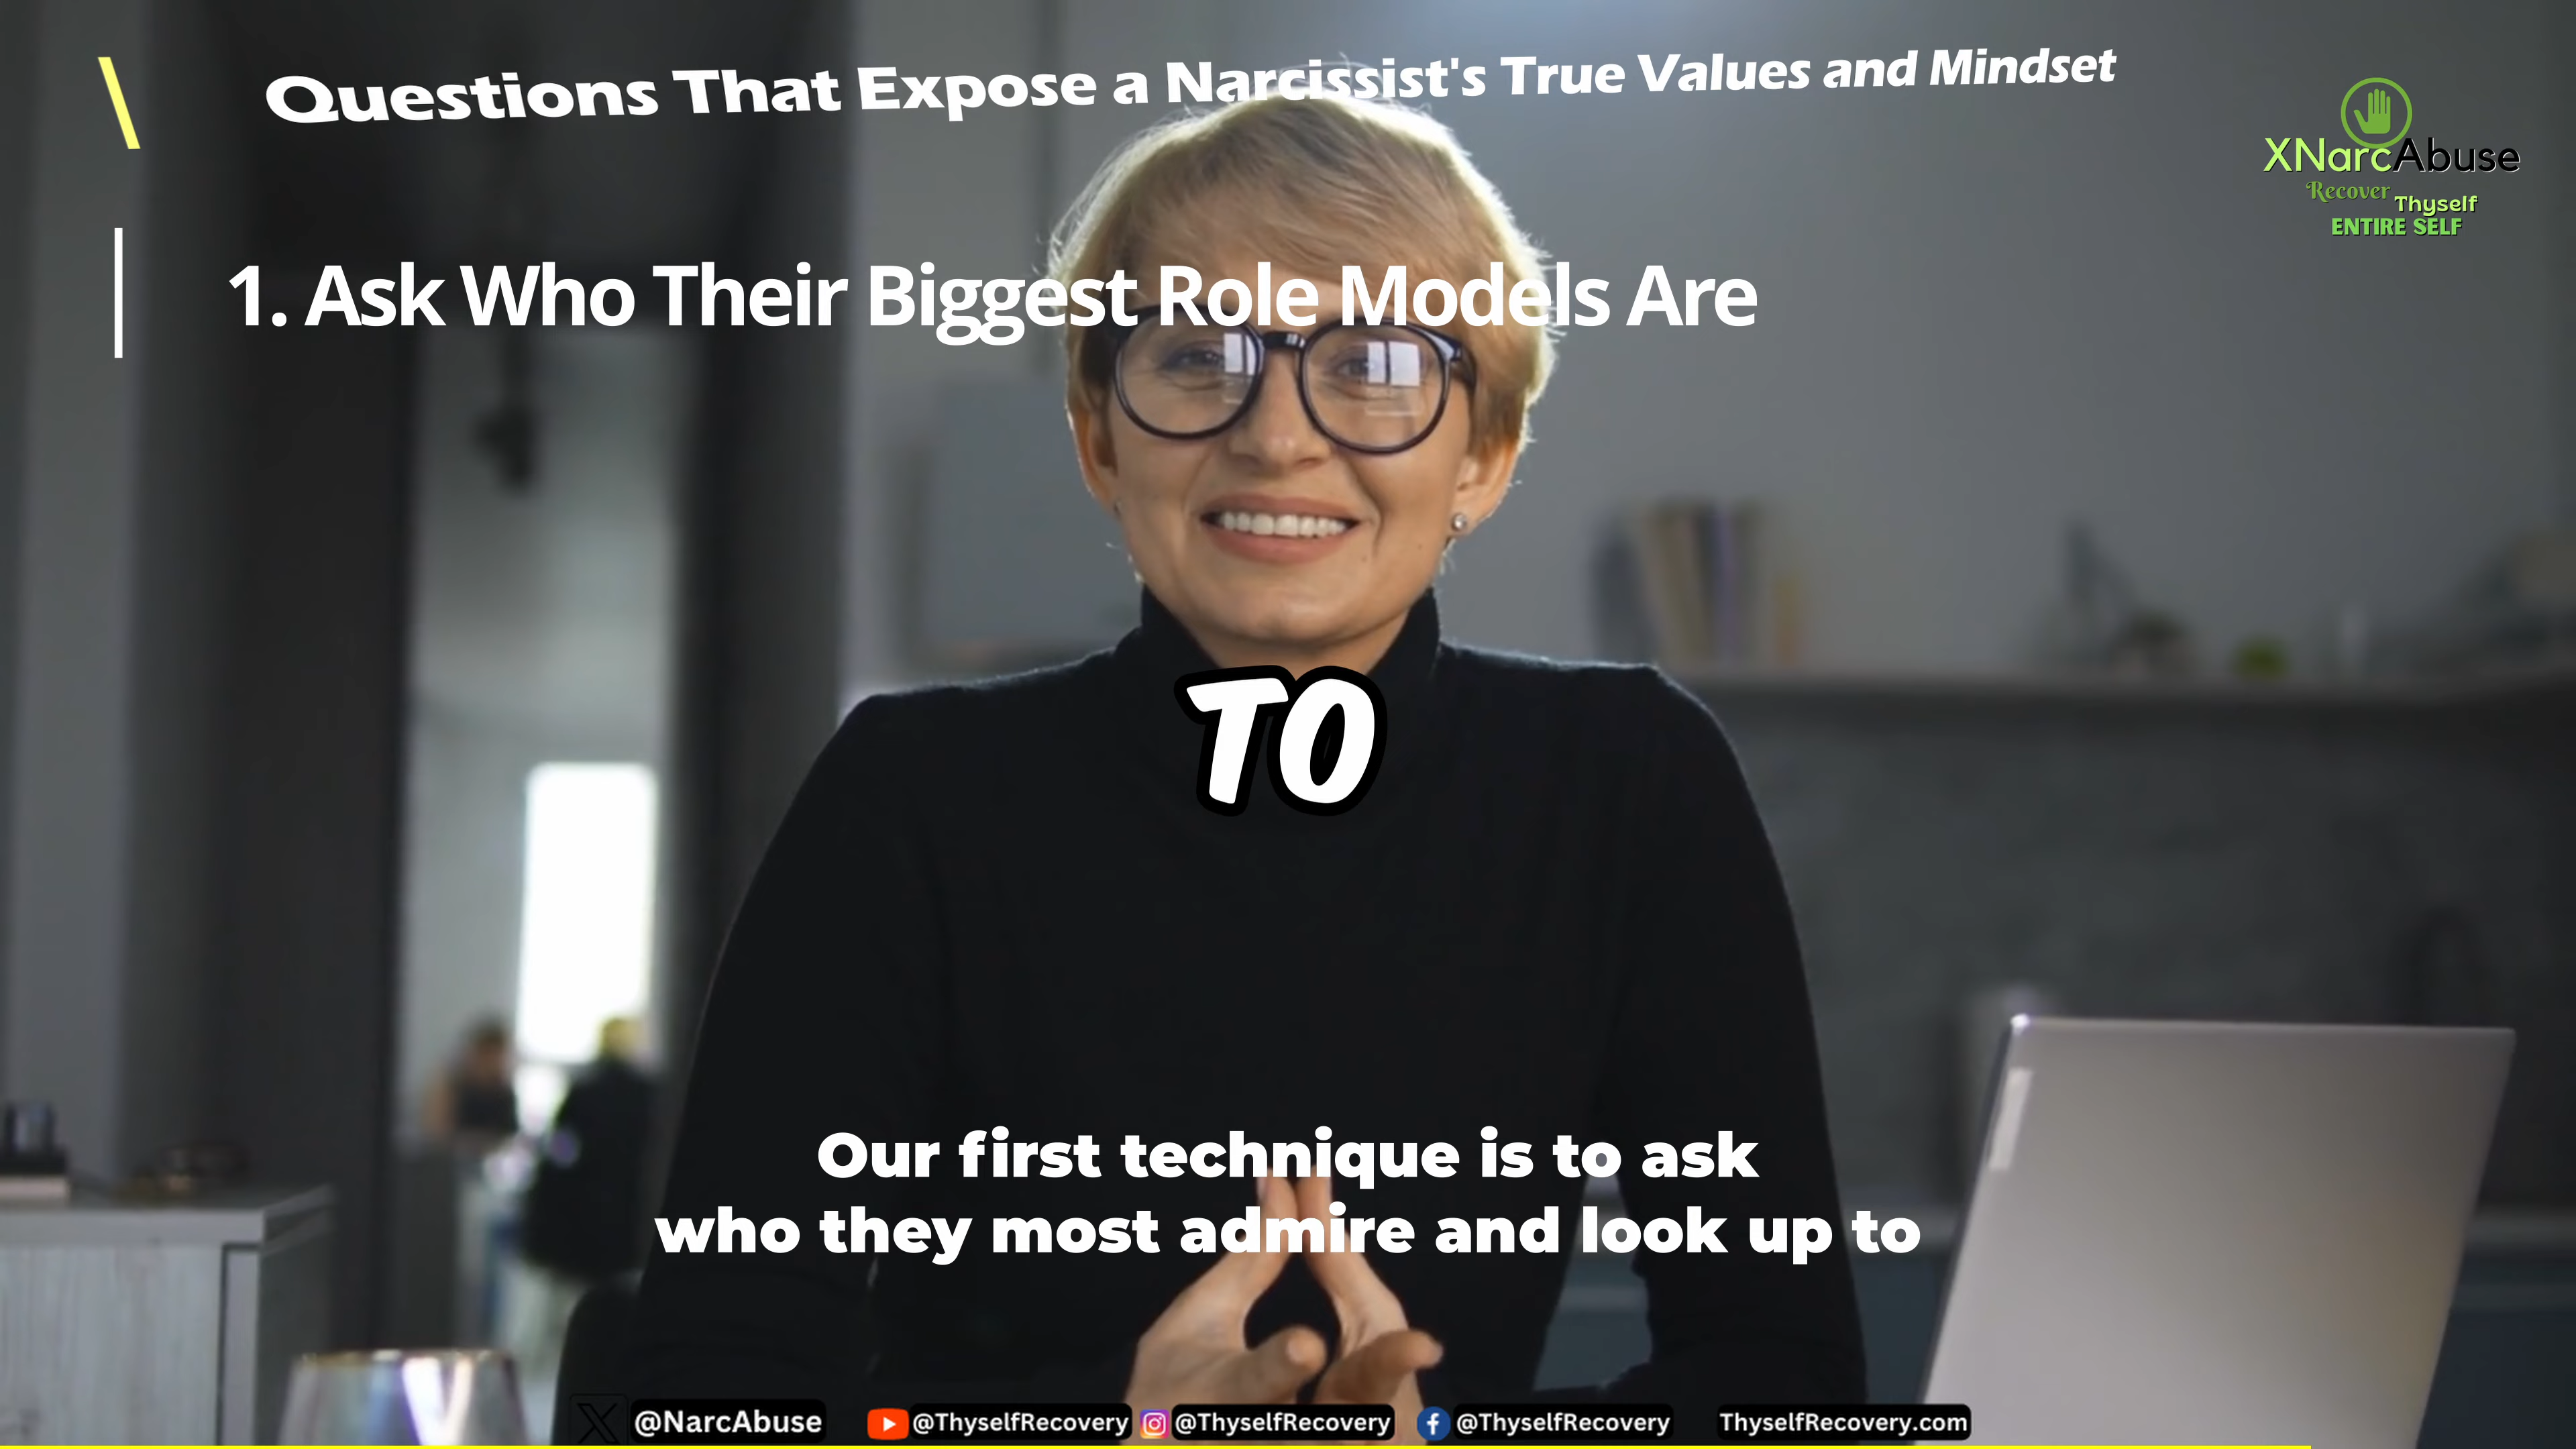 Questions That Expose a Narcissist's True Values and Mindset
XNarcAbuse
Recover Thyself
ENTIRE SELF
1. Ask Who Their Biggest Role Models Are
TO
Our first technique is to ask
who they most admire and look up to
@NarcAbuse @ThyselfRecovery @ThyselfRecovery @ThyselfRecovery ThyselfRecovery.com